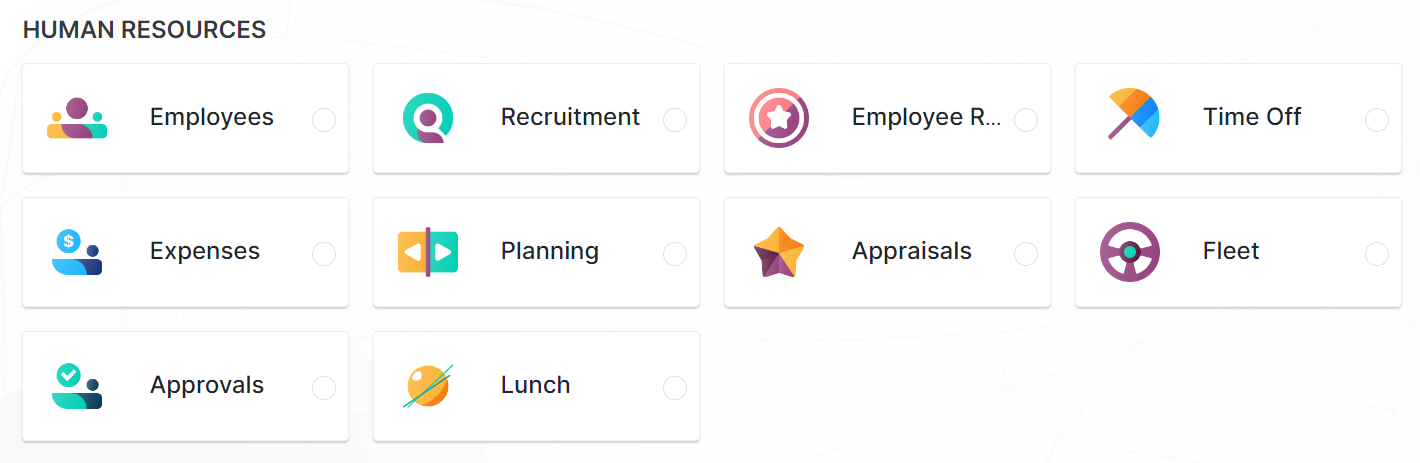 HUMAN RESOURCES
Employees
Recruitment
Employee R...
Time Off
$
Expenses
Planning
Appraisals
Fleet
Approvals
Lunch